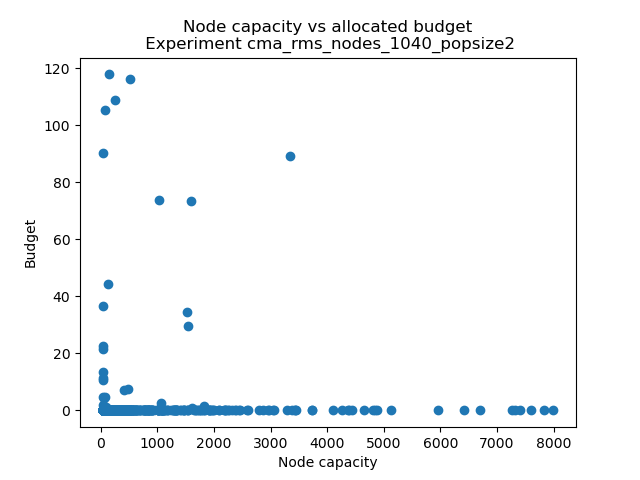 Node capacity vs allocated budget
Experiment cma_rms_nodes_1040_popsize2
120
100
80
60
40
20
0
Budget
0 1000 2000 3000 4000 5000 6000 7000 8000
Node capacity